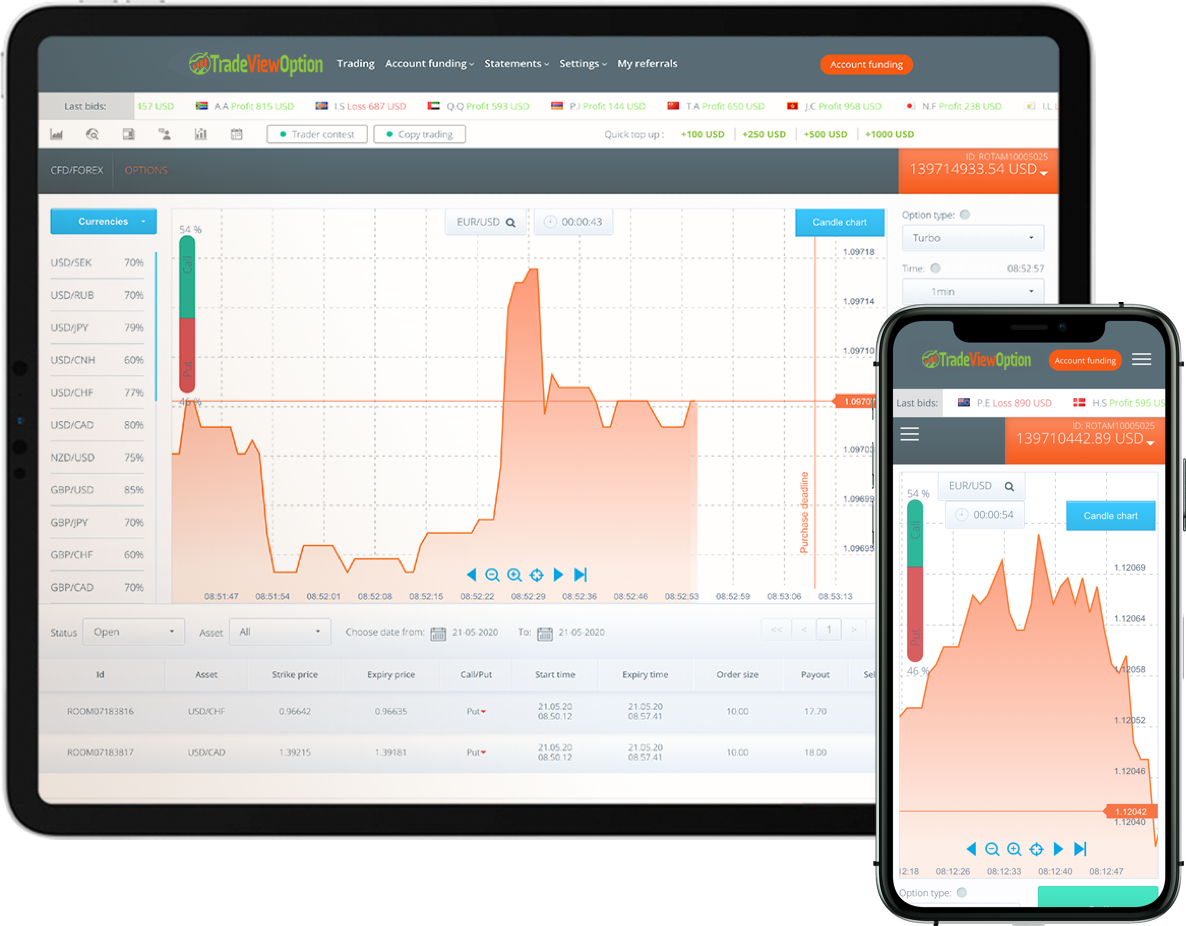 TradeViewOption
Trading Account funding Statements Settings My referrals
Account funding
Last bids: 457 USD A.A Profit 815 USD I.S Loss 687 USD Q.Q Profit 593 USD P.I Profit 144 USD T.A Profit 650 USD J.C Profit 958 USD N.F Profit 238 USD I.L
Trader contest Copy trading Quick top up : +100 USD +250 USD +500 USD +1000 USD
CFD/FOREX OPTIONS
ID: ROTAM10005025
139714933.54 USD
Currencies
USD/SEK 70%
USD/RUB 70%
USD/JPY 79%
USD/CNH 60%
USD/CHF 77%
USD/CAD 80%
NZD/USD 75%
GBP/USD 85%
GBP/JPY 70%
GBP/CHF 60%
GBP/CAD 70%
54 %
Call
Put
46 %
EUR/USD 00:00:43
Candle chart
1.09718
1.09714
1.09710
1.09707
1.09703
1.09699
1.09695
Purchase deadline
08:51:47 08:51:54 08:52:01 08:52:08 08:52:15 08:52:22 08:52:29 08:52:36 08:52:46 08:52:53 08:52:59 08:53:06 08:53:13
Option type:
Turbo
Time: 08:52:57
1min
Status Open Asset All Choose date from: 21-05-2020 To: 21-05-2020 << < 1 >
Id Asset Strike price Expiry price Call/Put Start time Expiry time Order size Payout Sel
ROOM07183816 USD/CHF 0.96642 0.96635 Put 21.05.20 08.50.12 21.05.20 08.57.41 10.00 17.70
ROOM07183817 USD/CAD 1.39215 1.39181 Put 21.05.20 08.50.12 21.05.20 08.57.41 10.00 18.00
TradeViewOption
Account funding
Last bids: P.E Loss 890 USD H.S Profit 595 US
ID: ROTAM10005025
139710442.89 USD
54 %
Call
Put
46 %
EUR/USD
00:00:54
Candle chart
1.12069
1.12064
1.12058
1.12052
1.12046
1.12042
1.12040
12:18 08:12:26 08:12:33 08:12:40 08:12:47
Option type: